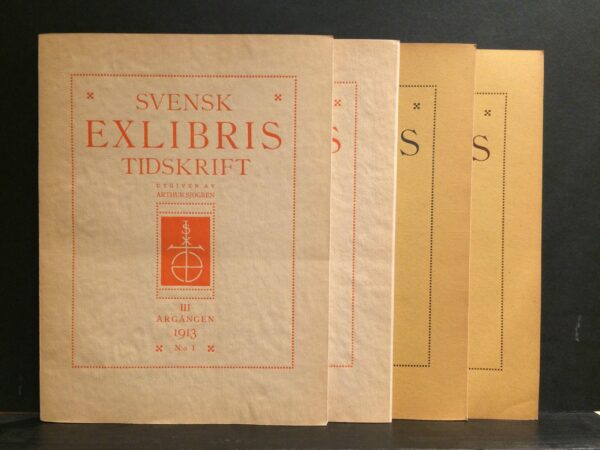 SVENSK
EXLIBRIS
TIDSKRIFT
UTGIVEN AV
ARTHUR SJÖGREN
III
ÅRGÅNGEN
1913
No 1
S
S
S